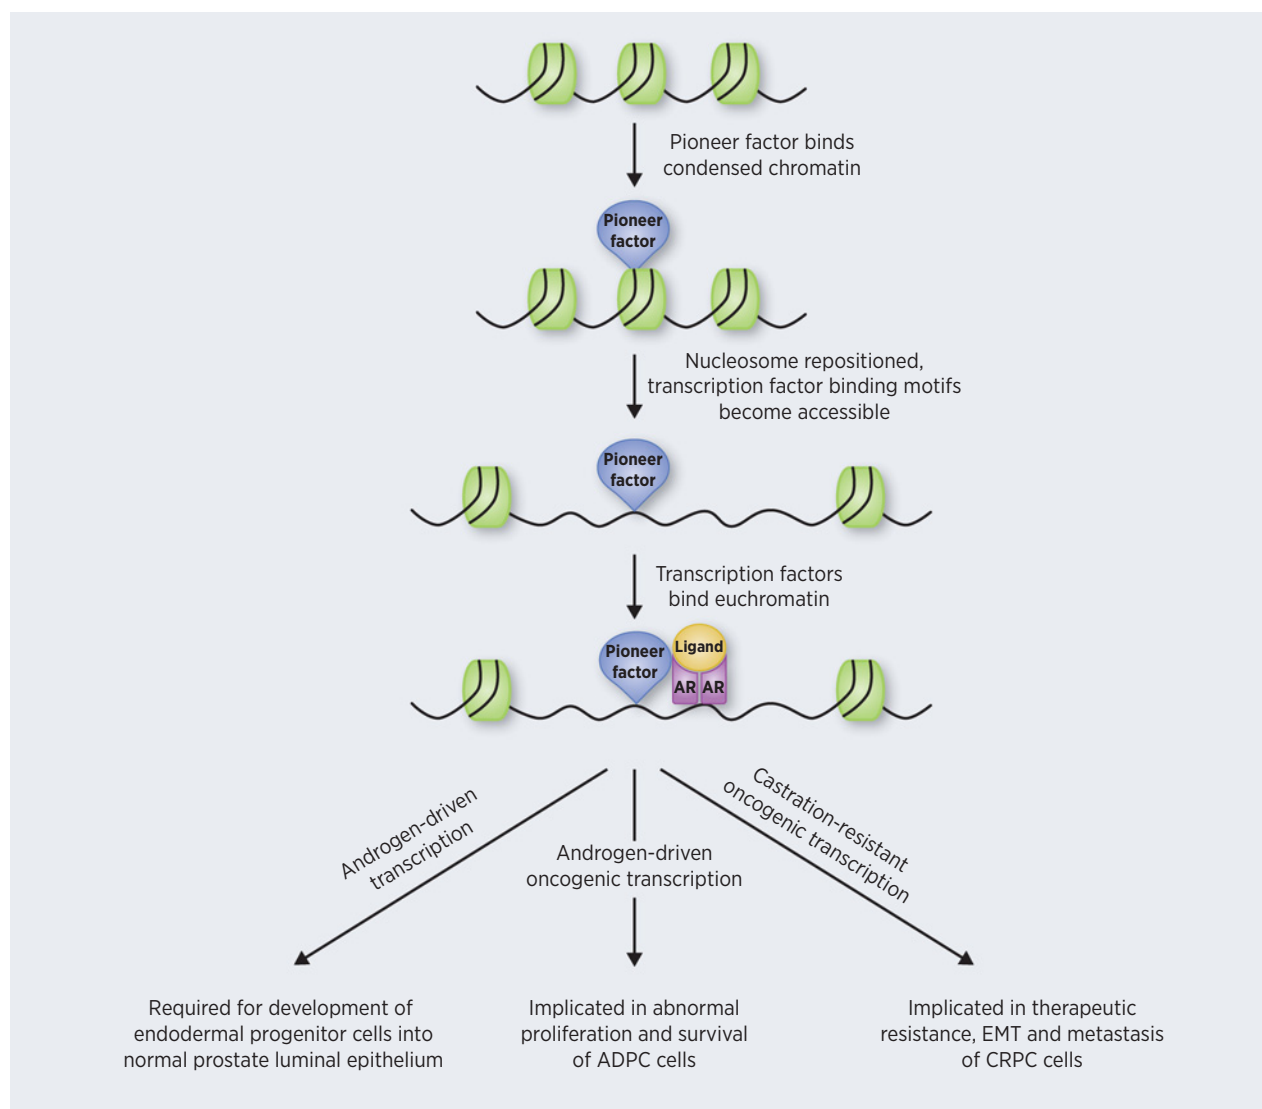 Pioneer factor binds
condensed chromatin
Pioneer
factor
Nucleosome repositioned,
transcription factor binding motifs
become accessible
Pioneer
factor
Transcription factors
bind euchromatin
Pioneer
factor
Ligand
AR AR
Androgen-driven
transcription
Androgen-driven
oncogenic transcription
Castration-resistant
oncogenic transcription
Required for development of
endodermal progenitor cells into
normal prostate luminal epithelium
Implicated in abnormal
proliferation and survival
of ADPC cells
Implicated in therapeutic
resistance, EMT and metastasis
of CRPC cells